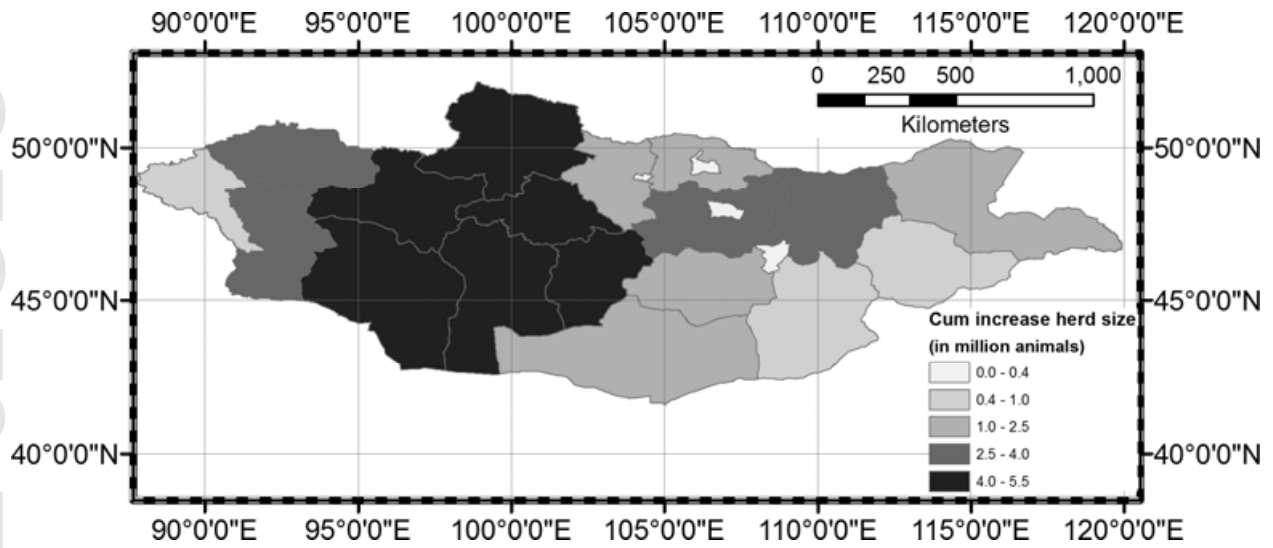 90°0'0"E 95°0'0"E 100°0'0"E 105°0'0"E 110°0'0"E 115°0'0"E 120°0'0"E
0 250 500 1,000
Kilometers
50°0'0"N 50°0'0"N
45°0'0"N 45°0'0"N
Cum increase herd size
(in million animals)
0.0 - 0.4
0.4 - 1.0
1.0 - 2.5
2.5 - 4.0
40°0'0"N 40°0'0"N
4.0 - 5.5
90°0'0"E 95°0'0"E 100°0'0"E 105°0'0"E 110°0'0"E 115°0'0"E 120°0'0"E